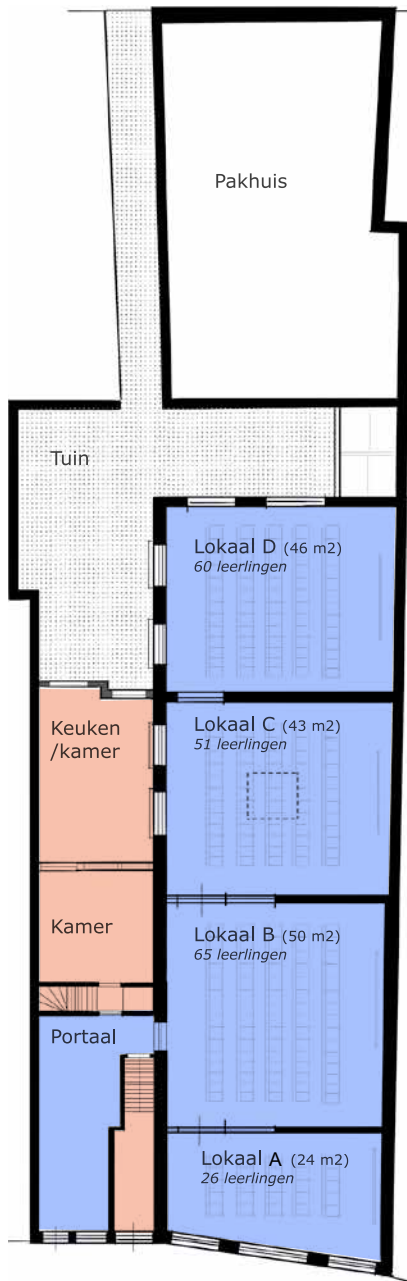 Pakhuis
Tuin
Lokaal D (46 m2)
60 leerlingen
Keuken
/kamer
Lokaal C (43 m2)
51 leerlingen
Kamer
Lokaal B (50 m2)
65 leerlingen
Portaal
Lokaal A (24 m2)
26 leerlingen